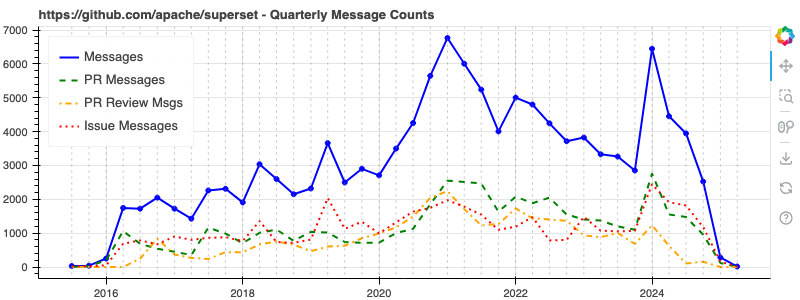 https://github.com/apache/superset - Quarterly Message Counts
7000
6000
5000
4000
3000
2000
1000
0
Messages
PR Messages
PR Review Msgs
Issue Messages
2016
2018
2020
2022
2024